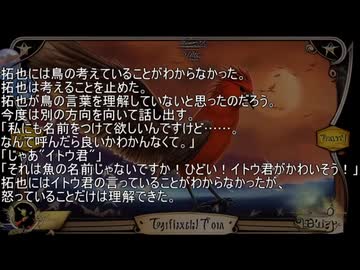 拓也には鳥の考えていることがわからなかった。
拓也は考えることを止めた。
拓也が鳥の言葉を理解していないと思ったのだろう。
今度は別の方向を向いて話し出す。
「私にも名前をつけて欲しいんですけど……。
なんて呼んだら良いかわかんなくて。」
「じゃあ”イトウ君”」
「それは魚の名前じゃないですか！ひどい！イトウ君がかわいそう！」
拓也にはイトウ君の言っていることがわからなかったが、
怒っていることだけは理解できた。